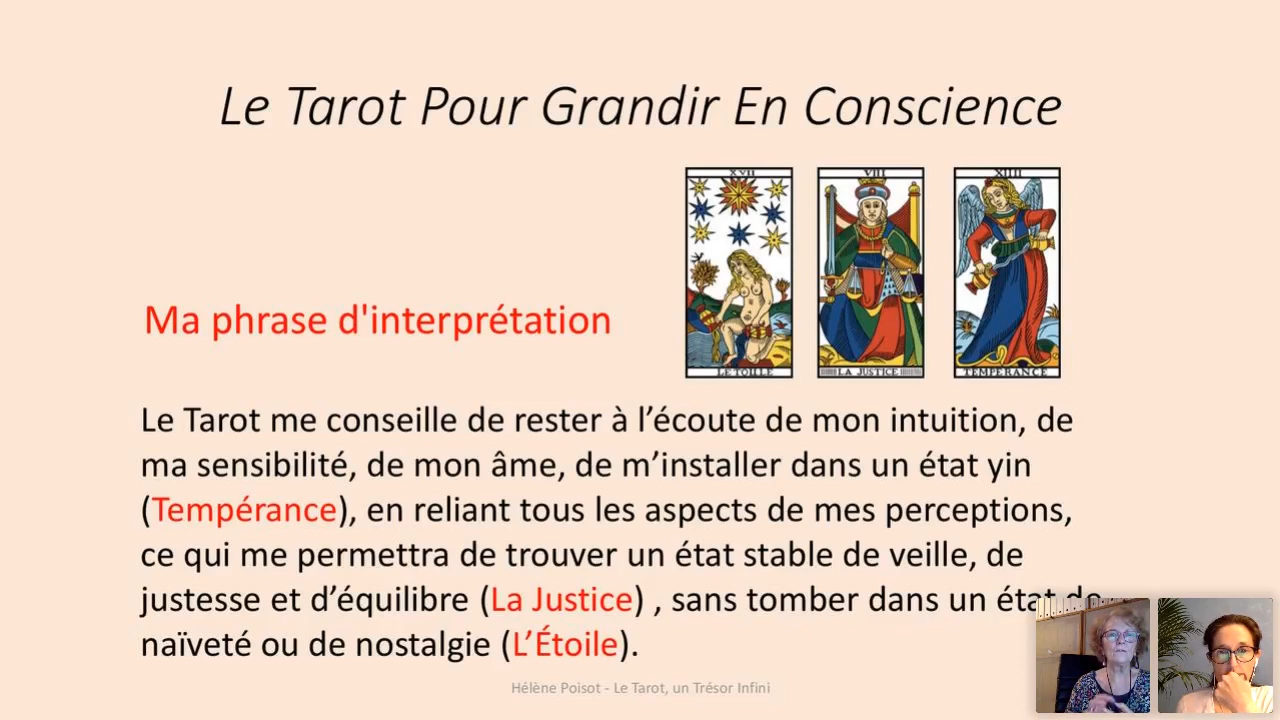 Le Tarot Pour Grandir En Conscience
XVII
VIII
XIIII
LE TOILLE
LA JUSTICE
TEMPERANCE
Ma phrase d'interprétation
Le Tarot me conseille de rester à l’écoute de mon intuition, de
ma sensibilité, de mon âme, de m’installer dans un état yin
(Tempérance), en reliant tous les aspects de mes perceptions,
ce qui me permettra de trouver un état stable de veille, de
justesse et d’équilibre (La Justice) , sans tomber dans un état de
naïveté ou de nostalgie (L’Étoile).
Hélène Poisot - Le Tarot, un Trésor Infini